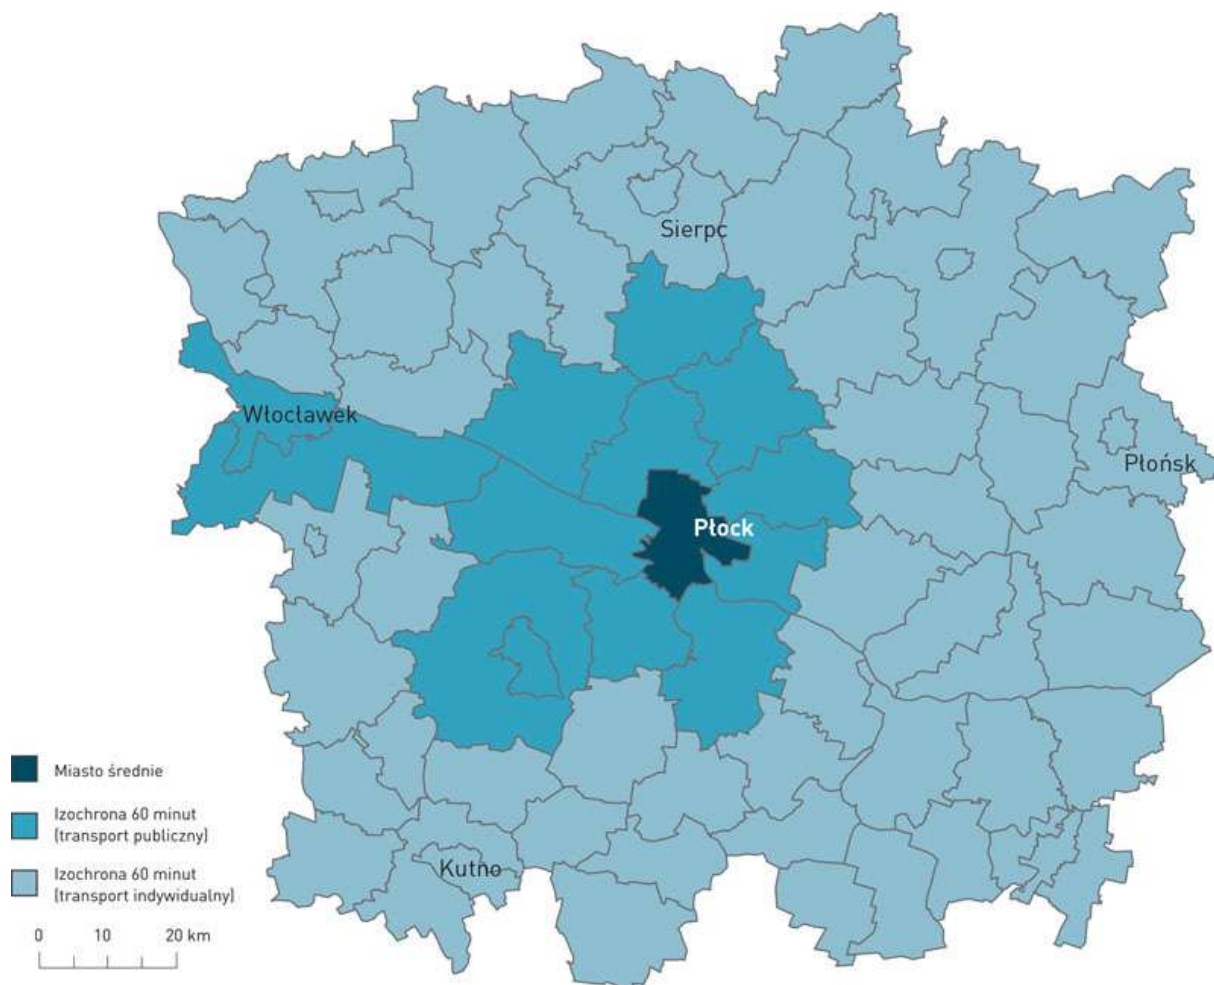 Sierpc
Włocławek
Płońsk
Płock
Miasto średnie
Izochrona 60 minut
(transport publiczny)
Izochrona 60 minut
(transport indywidualny)
Kutno
0 10 20 km